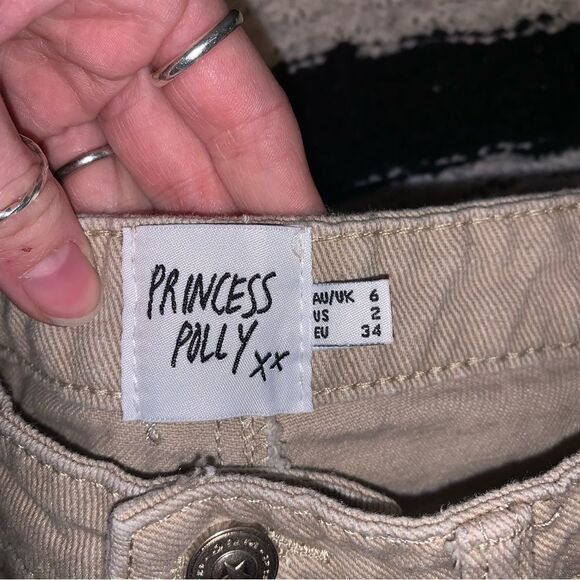 PRINCESS
POLLY xx
AU/UK 6
US 2
EU 34